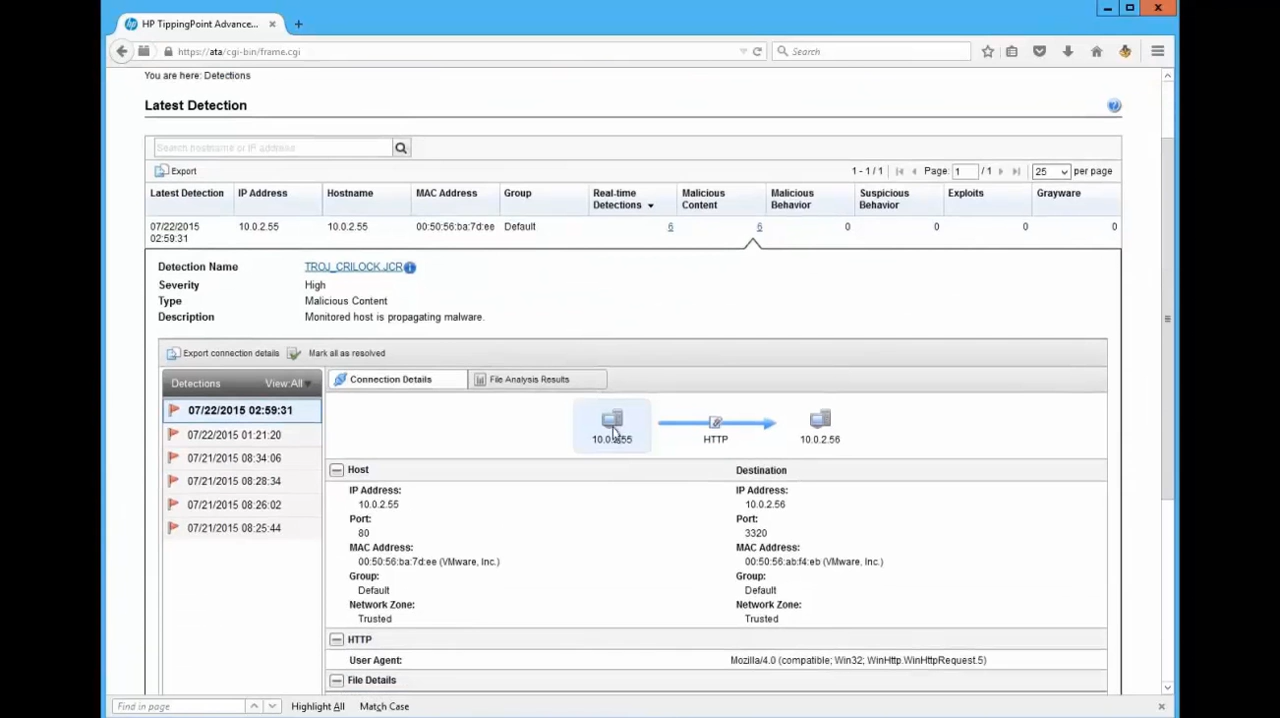 HP TippingPoint Advance...
https://ata/cgi-bin/frame.cgi
Search
You are here: Detections
Latest Detection
Search hostname or IP address
Export
1 - 1 / 1 Page: 1 / 1 25 per page
Latest Detection IP Address Hostname MAC Address Group Real-time Detections Malicious Content Malicious Behavior Suspicious Behavior Exploits Grayware
07/22/2015 02:59:31 10.0.2.55 10.0.2.55 00:50:56:ba:7d:ee Default 6 6 0 0 0 0
Detection Name TROJ_CRILOCK.JCR
Severity High
Type Malicious Content
Description Monitored host is propagating malware.
Export connection details Mark all as resolved
Detections View:All
Connection Details File Analysis Results
07/22/2015 02:59:31
07/22/2015 01:21:20
07/21/2015 08:34:06
07/21/2015 08:28:34
07/21/2015 08:26:02
07/21/2015 08:25:44
10.0.2.55 HTTP 10.0.2.56
Host Destination
IP Address: IP Address:
10.0.2.55 10.0.2.56
Port: Port:
80 3320
MAC Address: MAC Address:
00:50:56:ba:7d:ee (VMware, Inc.) 00:50:56:ab:f4:eb (VMware, Inc.)
Group: Group:
Default Default
Network Zone: Network Zone:
Trusted Trusted
HTTP
User Agent: Mozilla/4.0 (compatible; Win32; WinHttp.WinHttpRequest.5)
File Details
Find in page Highlight All Match Case